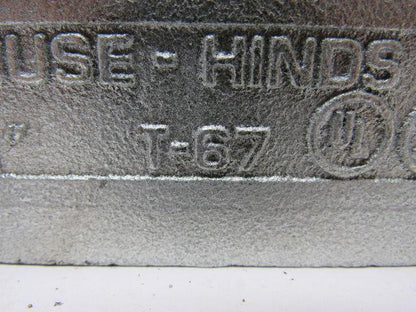 USE - HINDS
T-67 UL